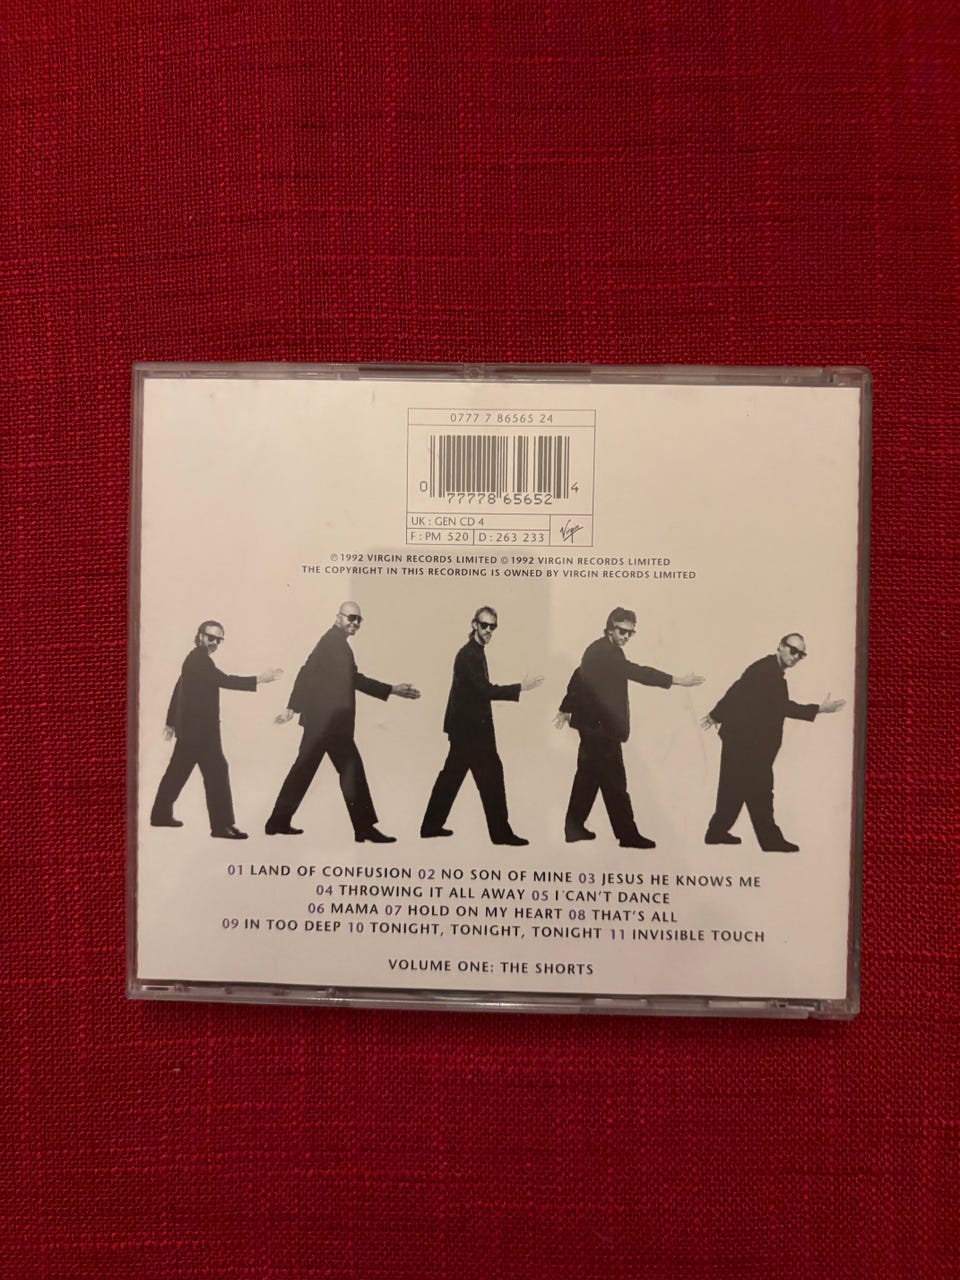 0777 7 86565 24
0 77778 65652 4
UK : GEN CD 4
F : PM 520 D : 263 233 Virgin
℗ 1992 VIRGIN RECORDS LIMITED © 1992 VIRGIN RECORDS LIMITED
THE COPYRIGHT IN THIS RECORDING IS OWNED BY VIRGIN RECORDS LIMITED
01 LAND OF CONFUSION 02 NO SON OF MINE 03 JESUS HE KNOWS ME
04 THROWING IT ALL AWAY 05 I CAN'T DANCE
06 MAMA 07 HOLD ON MY HEART 08 THAT'S ALL
09 IN TOO DEEP 10 TONIGHT, TONIGHT, TONIGHT 11 INVISIBLE TOUCH
VOLUME ONE: THE SHORTS